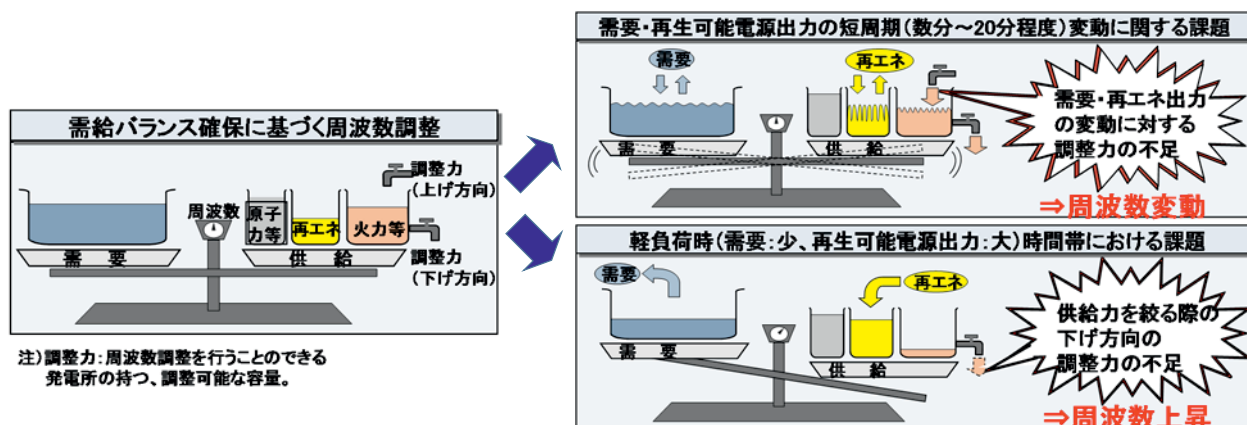 需給バランス確保に基づく周波数調整
調整力
(上げ方向)
周波数
原子
力等
再エネ
火力等
需 要
供 給
調整力
(下げ方向)
注)調整力:周波数調整を行うことのできる
発電所の持つ、調整可能な容量。
需要・再生可能電源出力の短周期(数分～20分程度)変動に関する課題
需要
再エネ
需 要
供 給
需要・再エネ出力
の変動に対する
調整力の不足
⇒周波数変動
軽負荷時(需要:少、再生可能電源出力:大)時間帯における課題
需要
再エネ
需 要
供 給
供給力を絞る際の
下げ方向の
調整力の不足
⇒周波数上昇